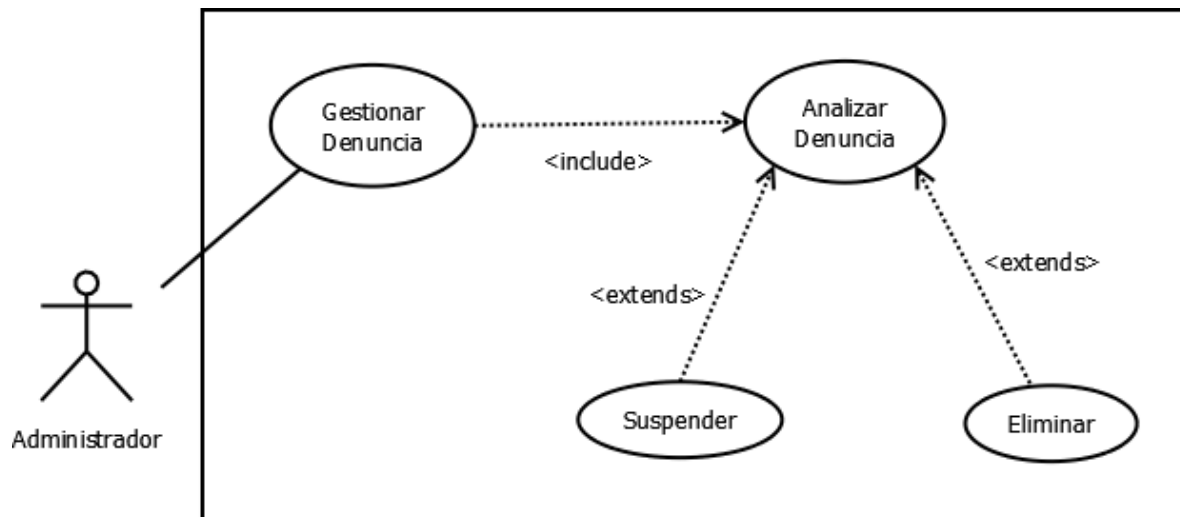 Gestionar
Denuncia
Analizar
Denuncia
<include>
<extends>
<extends>
Suspender
Eliminar
Administrador